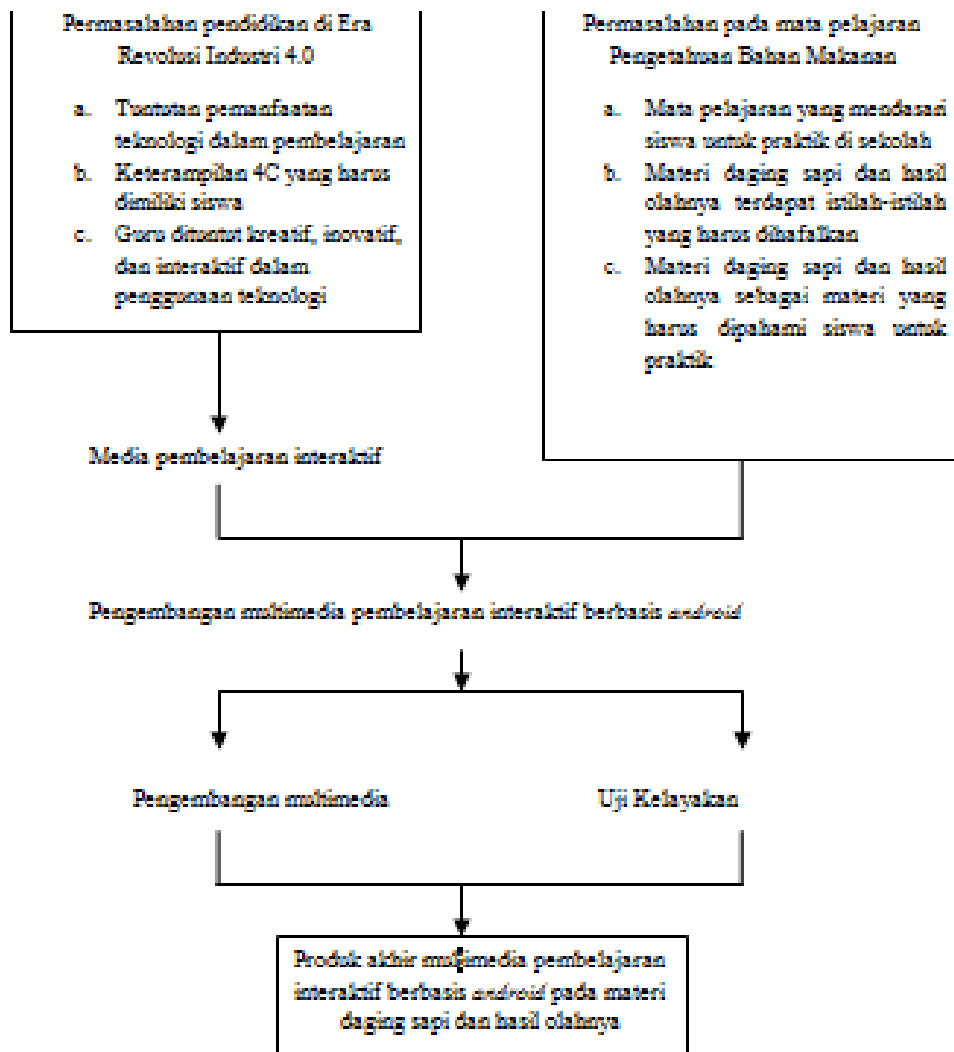 Permasalahan pendidikan di Era
Revolusi Industri 4.0
a. Tuntutan pemanfaatan
teknologi dalam pembelajaran
b. Keterampilan 4C yang harus
dimiliki siswa
c. Guru dituntut kreatif, inovatif,
dan interaktif dalam
penggunaan teknologi
Permasalahan pada mata pelajaran
Pengetahuan Bahan Makanan
a. Mata pelajaran yang mendasari
siswa untuk praktik di sekolah
b. Materi daging sapi dan hasil
olahnya terdapat istilah-istilah
yang harus dihafalkan
c. Materi daging sapi dan hasil
olahnya sebagai materi yang
harus dipahami siswa untuk
praktik
Media pembelajaran interaktif
Pengembangan multimedia pembelajaran interaktif berbasis android
Pengembangan multimedia
Uji Kelayakan
Produk akhir multimedia pembelajaran
interaktif berbasis android pada materi
daging sapi dan hasil olahnya